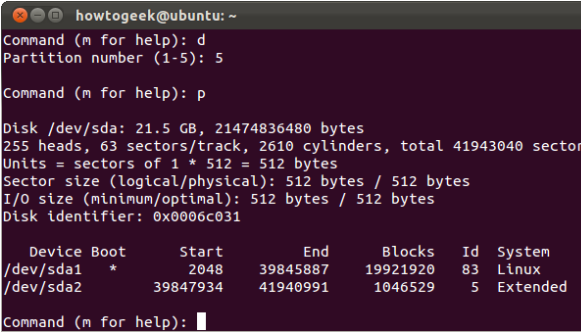 howtogeek@ubuntu: ~
Command (m for help): d
Partition number (1-5): 5
Command (m for help): p
Disk /dev/sda: 21.5 GB, 21474836480 bytes
255 heads, 63 sectors/track, 2610 cylinders, total 41943040 sector
Units = sectors of 1 * 512 = 512 bytes
Sector size (logical/physical): 512 bytes / 512 bytes
I/O size (minimum/optimal): 512 bytes / 512 bytes
Disk identifier: 0x0006c031
Device Boot Start End Blocks Id System
/dev/sda1 * 2048 39845887 19921920 83 Linux
/dev/sda2 39847934 41940991 1046529 5 Extended
Command (m for help):